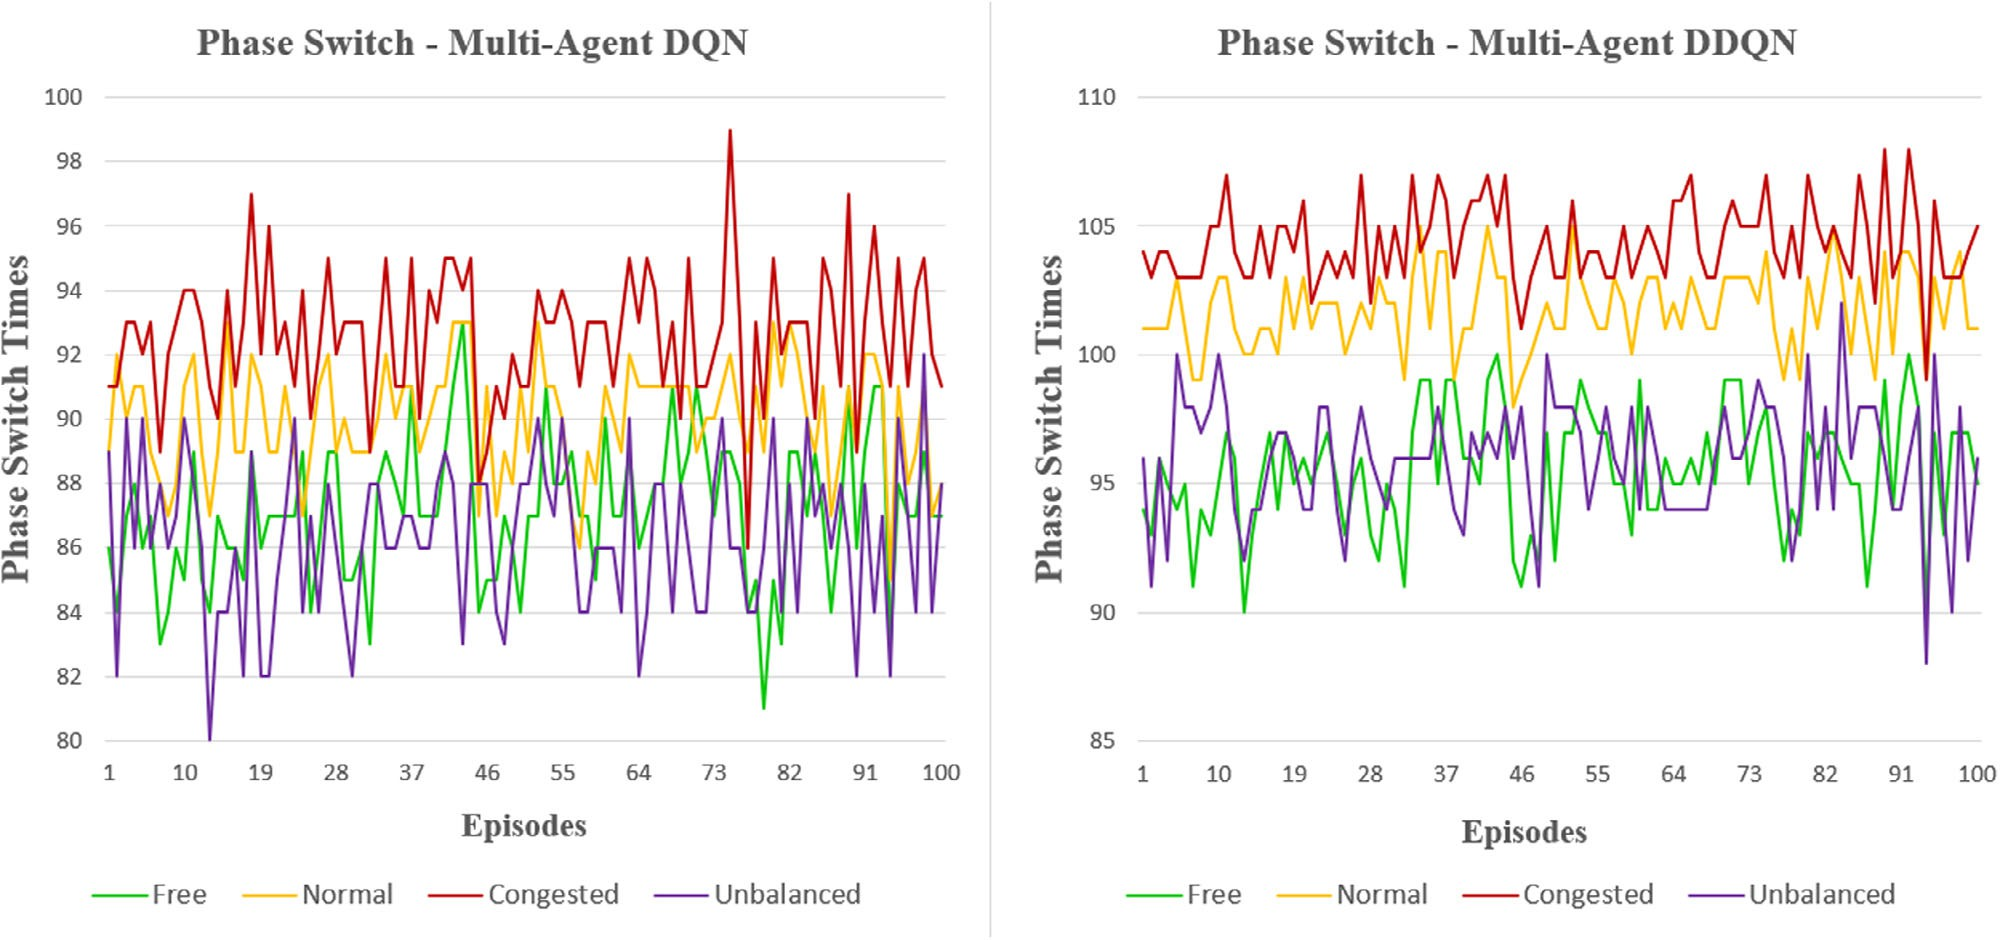 Phase Switch - Multi-Agent DQN
100
98
96
94
92
90
88
86
84
82
80
Phase Switch Times
1 10 19 28 37 46 55 64 73 82 91 100
Episodes
Free Normal Congested Unbalanced
Phase Switch - Multi-Agent DDQN
110
105
100
95
90
85
Phase Switch Times
1 10 19 28 37 46 55 64 73 82 91 100
Episodes
Free Normal Congested Unbalanced